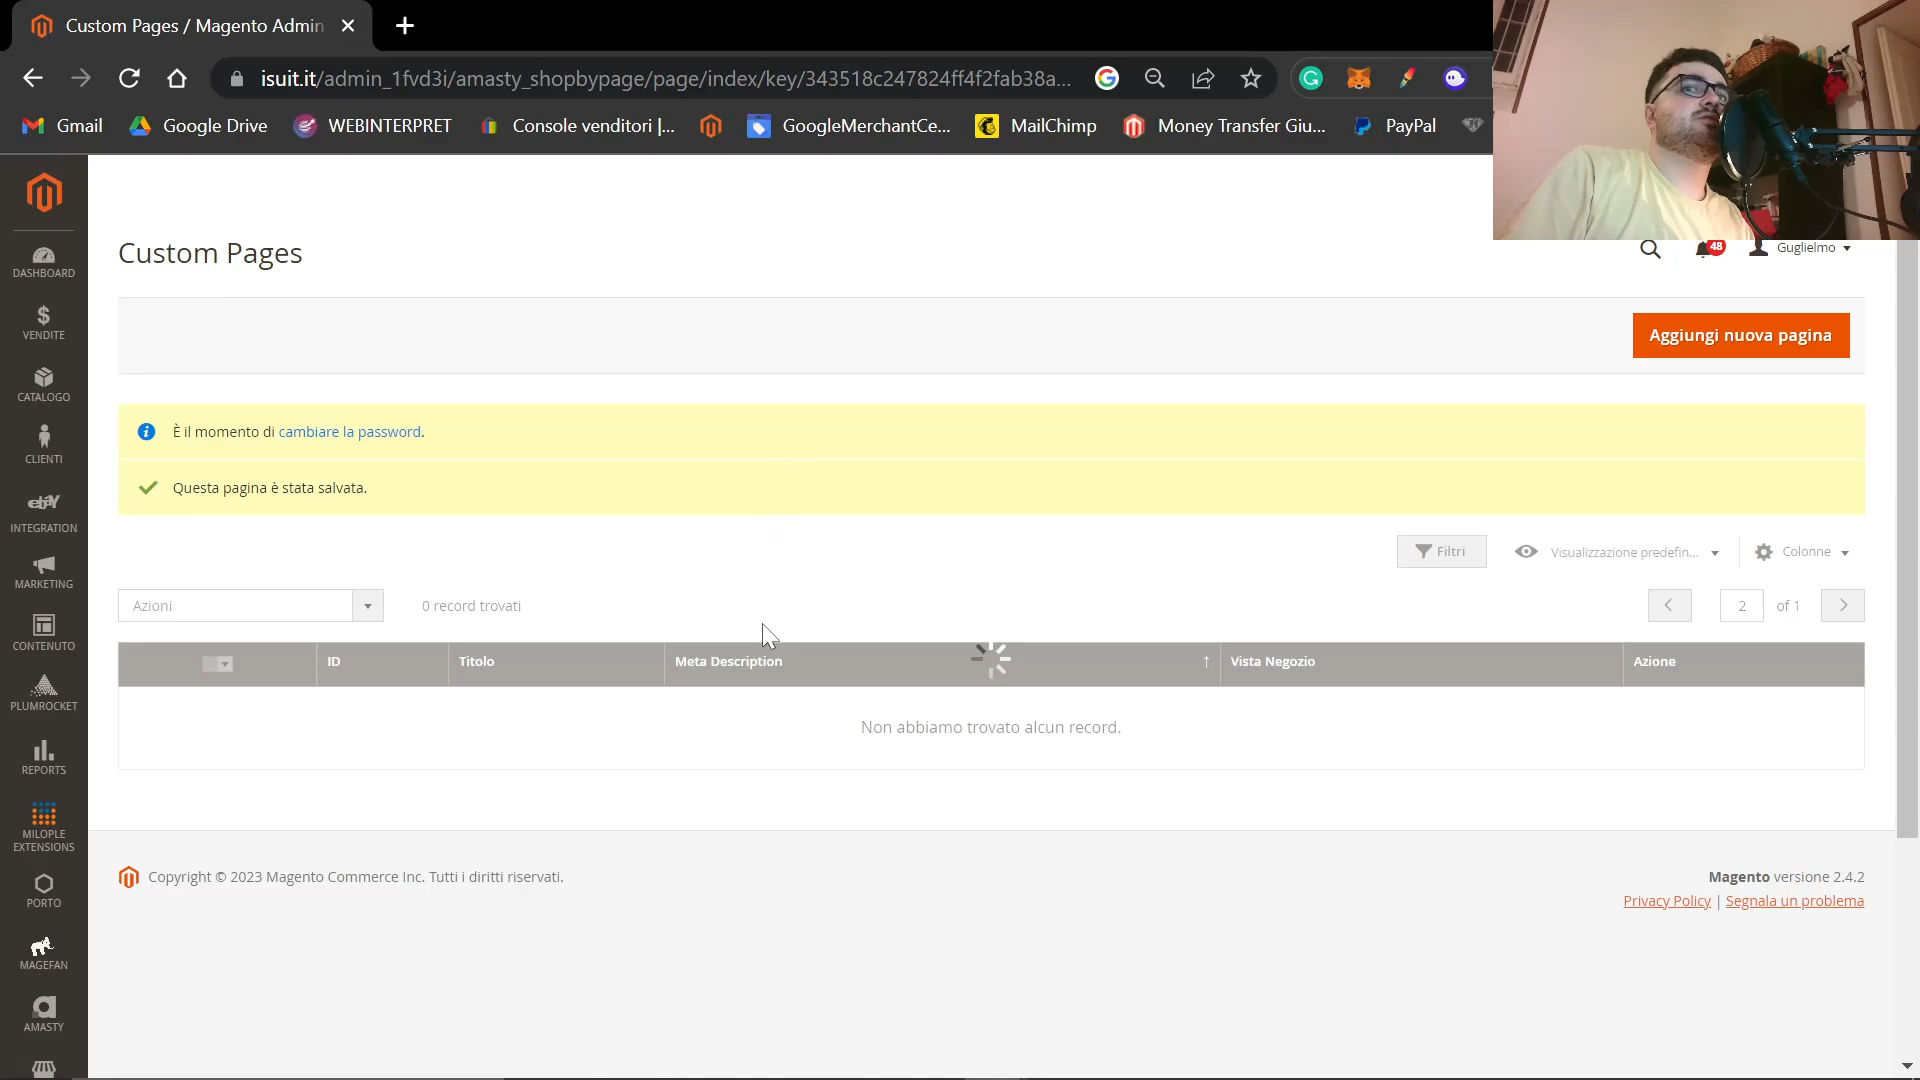 Custom Pages / Magento Admin
isuit.it/admin_1fvd3i/amasty_shopbypage/page/index/key/343518c247824ff4f2fab38a...
Gmail
Google Drive
WEBINTERPRET
Console venditori |...
GoogleMerchantCe...
MailChimp
Money Transfer Giu...
PayPal
DASHBOARD
VENDITE
CATALOGO
CLIENTI
ebay
INTEGRATION
MARKETING
CONTENUTO
PLUMROCKET
REPORTS
MILOPLE
EXTENSIONS
PORTO
MAGEFAN
AMASTY
Custom Pages
48
Guglielmo
Aggiungi nuova pagina
È il momento di cambiare la password.
Questa pagina è stata salvata.
Filtri
Visualizzazione predefin...
Colonne
Azioni
0 record trovati
2 of 1
ID
Titolo
Meta Description
↑
Vista Negozio
Azione
Non abbiamo trovato alcun record.
Copyright © 2023 Magento Commerce Inc. Tutti i diritti riservati.
Magento versione 2.4.2
Privacy Policy | Segnala un problema